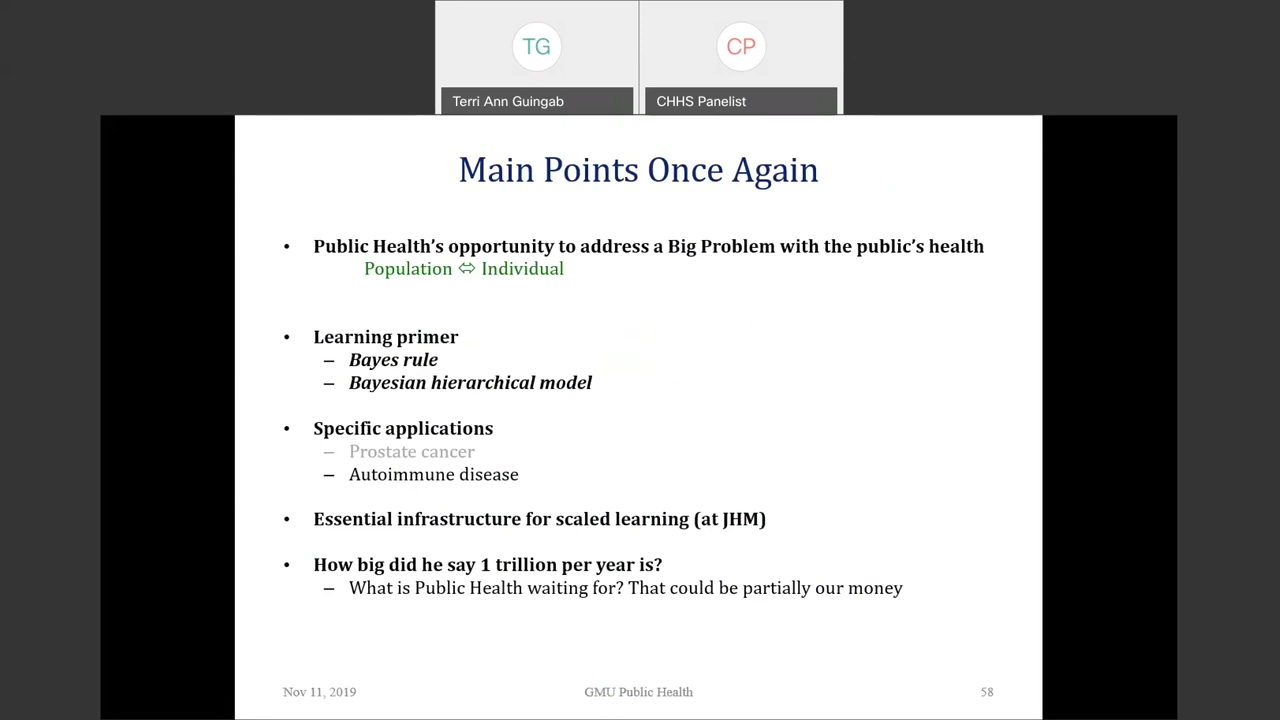 TG
CP
Terri Ann Guingab
CHHS Panelist
Main Points Once Again
• Public Health’s opportunity to address a Big Problem with the public’s health
Population ⬄ Individual
• Learning primer
– Bayes rule
– Bayesian hierarchical model
• Specific applications
– Prostate cancer
– Autoimmune disease
• Essential infrastructure for scaled learning (at JHM)
• How big did he say 1 trillion per year is?
– What is Public Health waiting for? That could be partially our money
Nov 11, 2019
GMU Public Health
58